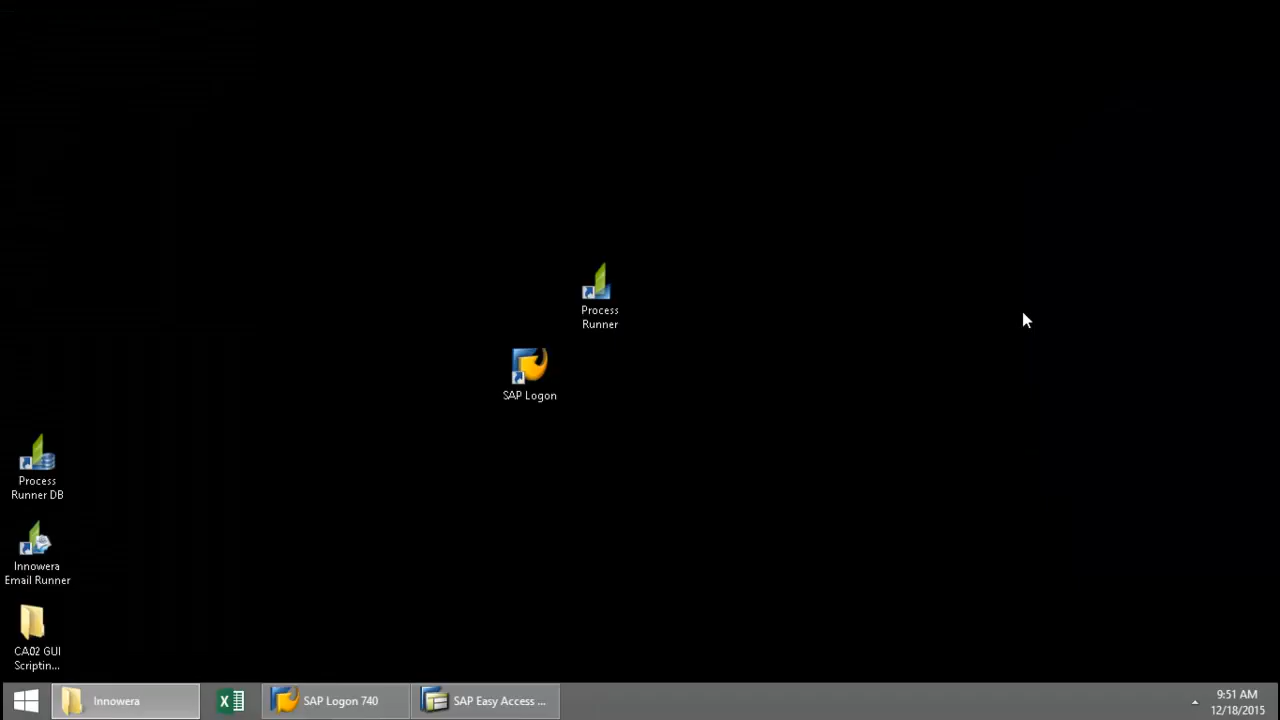 Process
Runner
SAP Logon
Process
Runner DB
Innowera
Email Runner
CA02 GUI
Scriptin...
Innowera
SAP Logon 740
SAP Easy Access ...
9:51 AM
12/18/2015